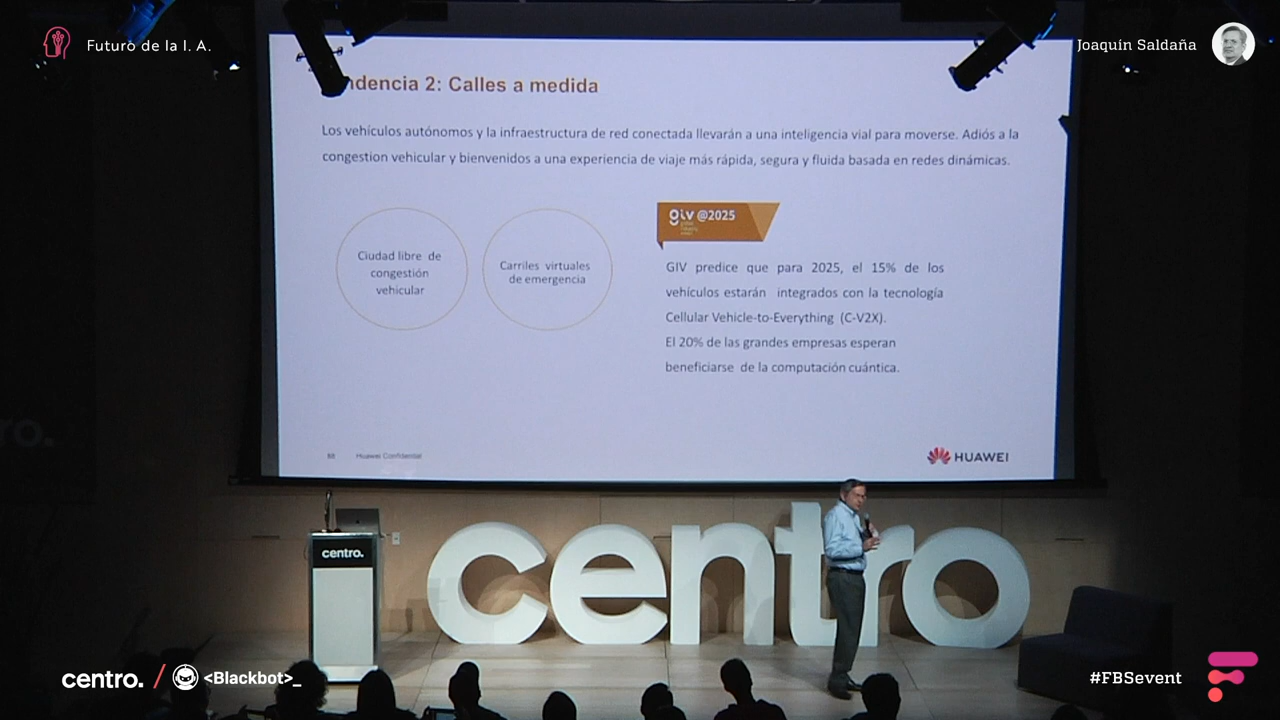 Futuro de la I. A.
Joaquín Saldaña
ndencia 2: Calles a medida
Los vehículos autónomos y la infraestructura de red conectada llevarán a una inteligencia vial para moverse. Adiós a la
congestion vehicular y bienvenidos a una experiencia de viaje más rápida, segura y fluida basada en redes dinámicas.
Ciudad libre de
congestión
vehicular
Carriles virtuales
de emergencia
giv @2025
GIV predice que para 2025, el 15% de los
vehículos estarán integrados con la tecnología
Cellular Vehicle-to-Everything (C-V2X).
El 20% de las grandes empresas esperan
beneficiarse de la computación cuántica.
Huawei Confidential
HUAWEI
ro.
centro.
centro
centro. / <Blackbot>_
#FBSevent